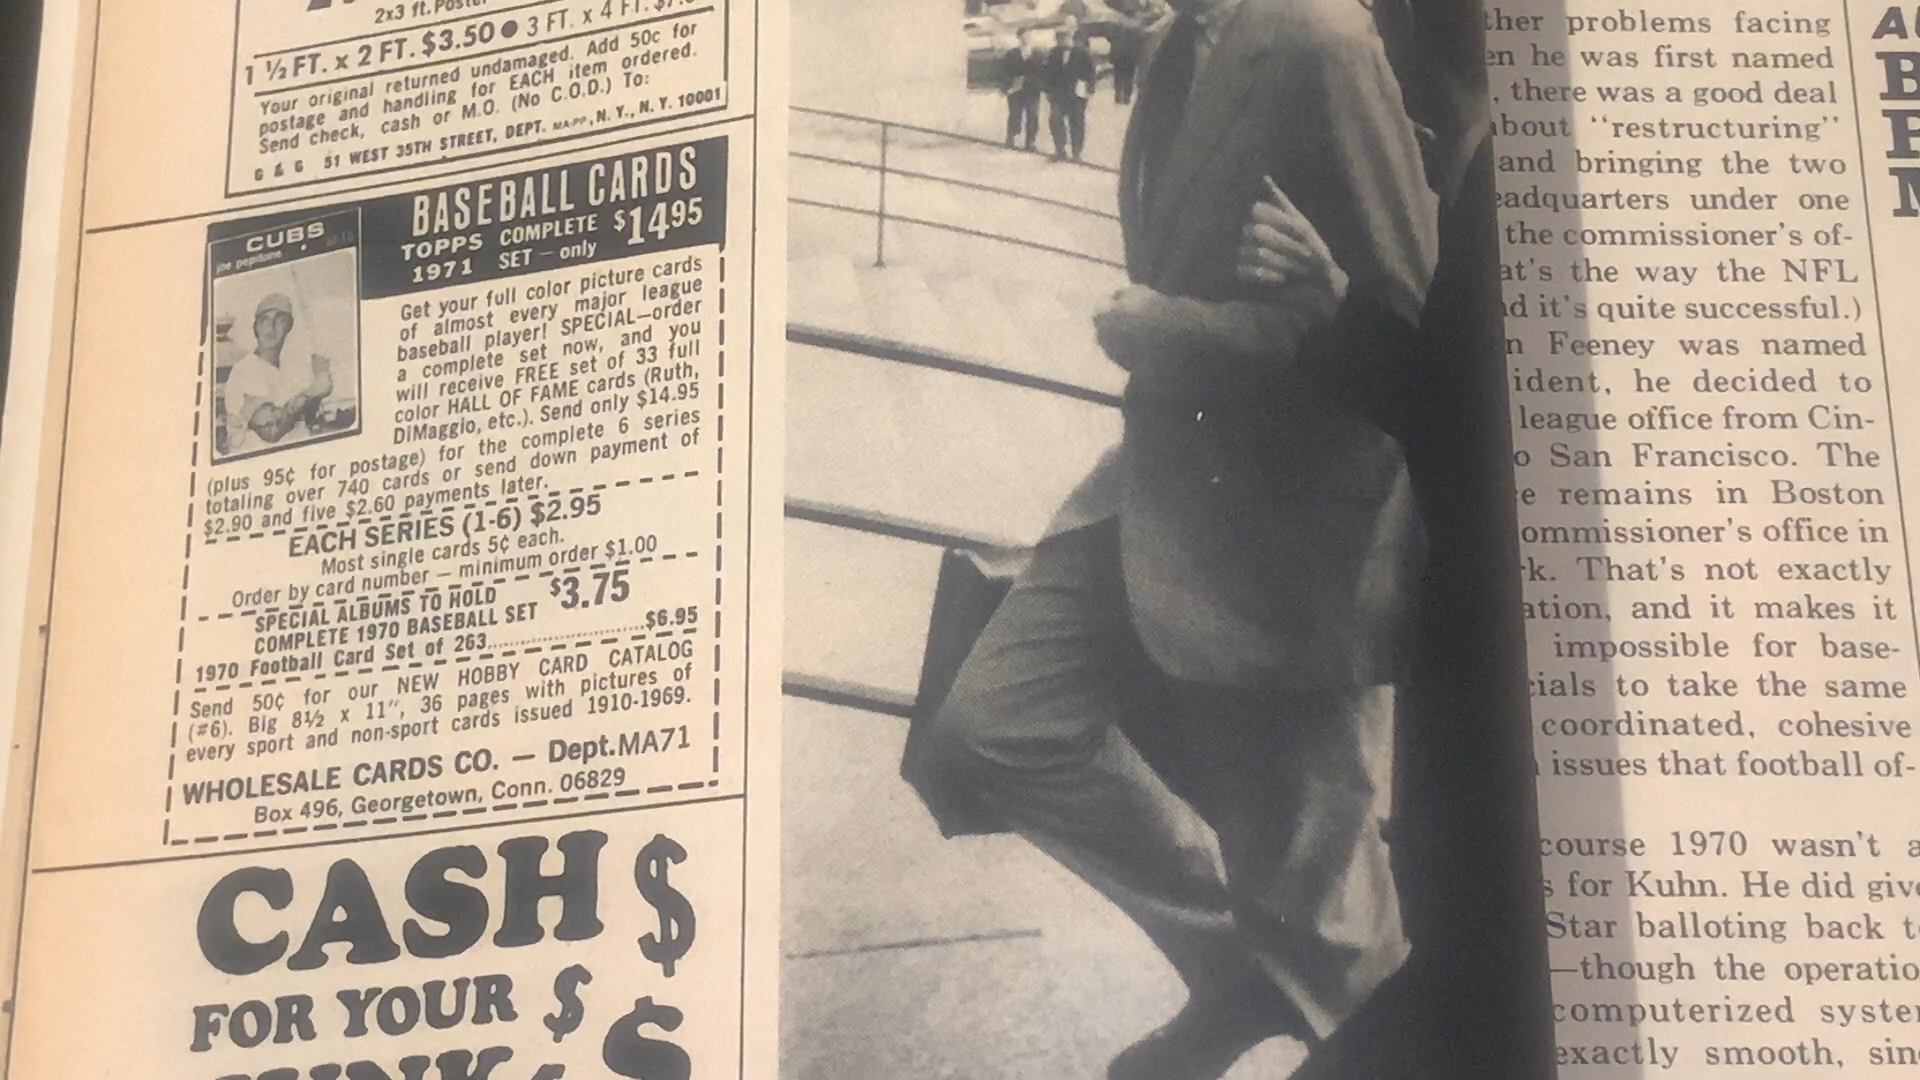 2x3 ft.
1 ½ FT. x 2 FT. $3.50 ● 3 FT. x 4 FT.
Your original returned undamaged. Add 50c for
postage and handling for EACH item ordered.
Send check, cash or M.O. (No C.O.D.) To:
G & G 51 WEST 35TH STREET, DEPT. MA-PP, N. Y., N. Y. 10001
CUBS
joe pepitone
BASEBALL CARDS
TOPPS COMPLETE $1495
1971 SET — only
Get your full color picture cards
of almost every major league
baseball player! SPECIAL—order
a complete set now, and you
will receive FREE set of 33 full
color HALL OF FAME cards (Ruth,
DiMaggio, etc.). Send only $14.95
(plus 95¢ for postage) for the complete 6 series
totaling over 740 cards or send down payment of
$2.90 and five $2.60 payments later.
EACH SERIES (1-6) $2.95
Most single cards 5¢ each.
Order by card number — minimum order $1.00
SPECIAL ALBUMS TO HOLD
COMPLETE 1970 BASEBALL SET $3.75
1970 Football Card Set of 263..........................$6.95
Send 50¢ for our NEW HOBBY CARD CATALOG
(#6). Big 8½ x 11", 36 pages with pictures of
every sport and non-sport cards issued 1910-1969.
WHOLESALE CARDS CO. — Dept.MA71
Box 496, Georgetown, Conn. 06829
CASH $
FOR YOUR $
$
ther problems facing
en he was first named
, there was a good deal
about "restructuring"
and bringing the two
eadquarters under one
the commissioner's of-
at's the way the NFL
d it's quite successful.)
n Feeney was named
ident, he decided to
league office from Cin-
o San Francisco. The
e remains in Boston
ommissioner's office in
k. That's not exactly
ation, and it makes it
impossible for base-
cials to take the same
coordinated, cohesive
issues that football of-
course 1970 wasn't a
s for Kuhn. He did give
Star balloting back t
—though the operatio
computerized syste
exactly smooth, sin